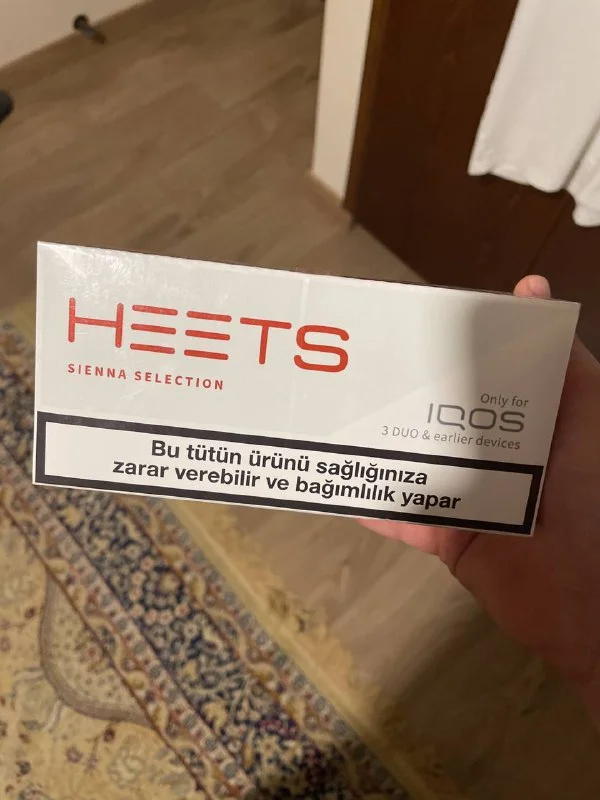 HEETS
SIENNA SELECTION
Only for
IQOS
3 DUO & earlier devices
Bu tütün ürünü sağlığınıza
zarar verebilir ve bağımlılık yapar